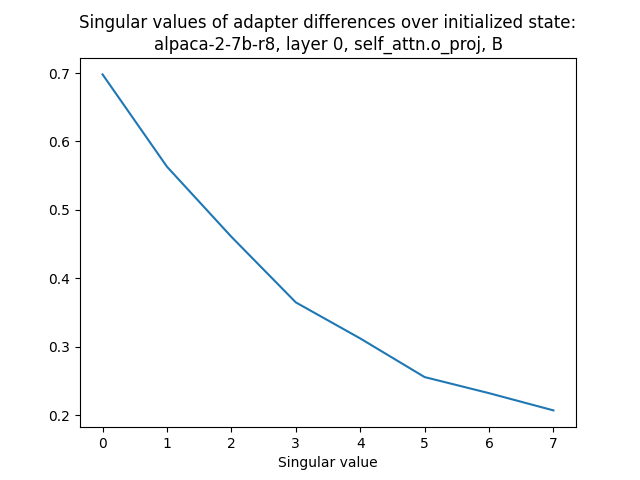 Singular values of adapter differences over initialized state:
alpaca-2-7b-r8, layer 0, self_attn.o_proj, B
0.7
0.6
0.5
0.4
0.3
0.2
0 1 2 3 4 5 6 7
Singular value